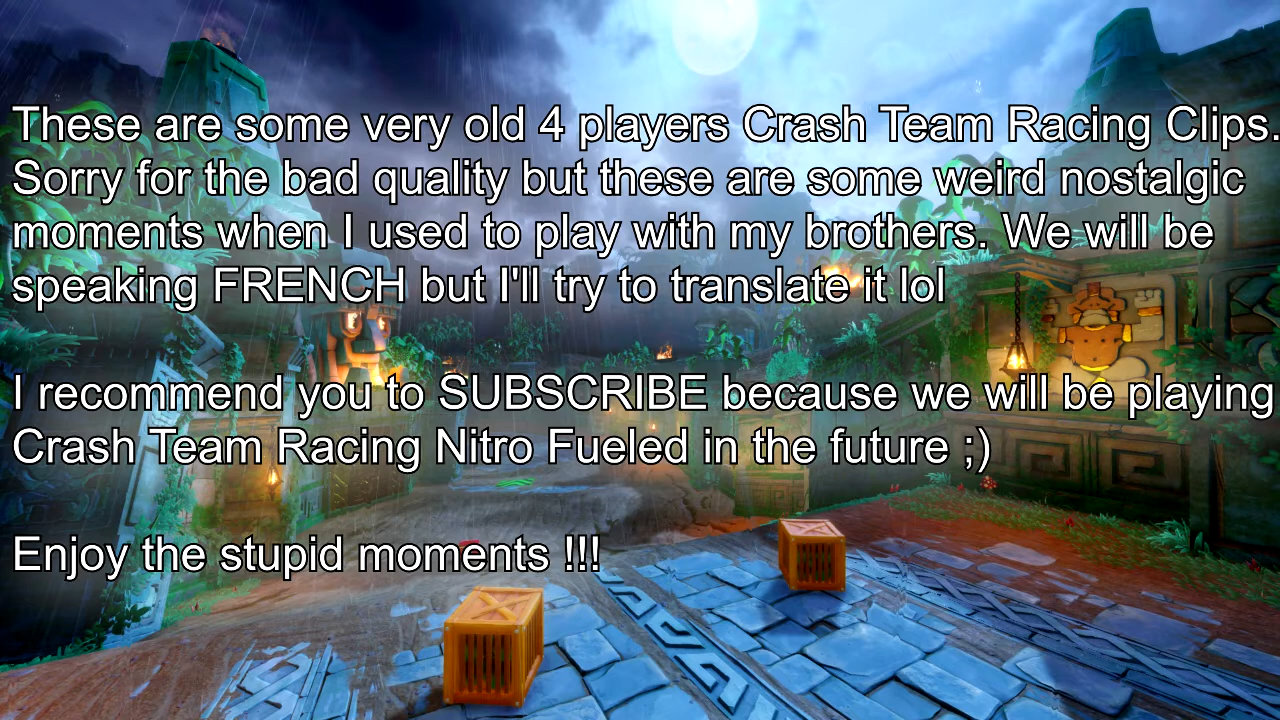 These are some very old 4 players Crash Team Racing Clips.
Sorry for the bad quality but these are some weird nostalgic
moments when I used to play with my brothers. We will be
speaking FRENCH but I'll try to translate it lol
I recommend you to SUBSCRIBE because we will be playing
Crash Team Racing Nitro Fueled in the future ;)
Enjoy the stupid moments !!!